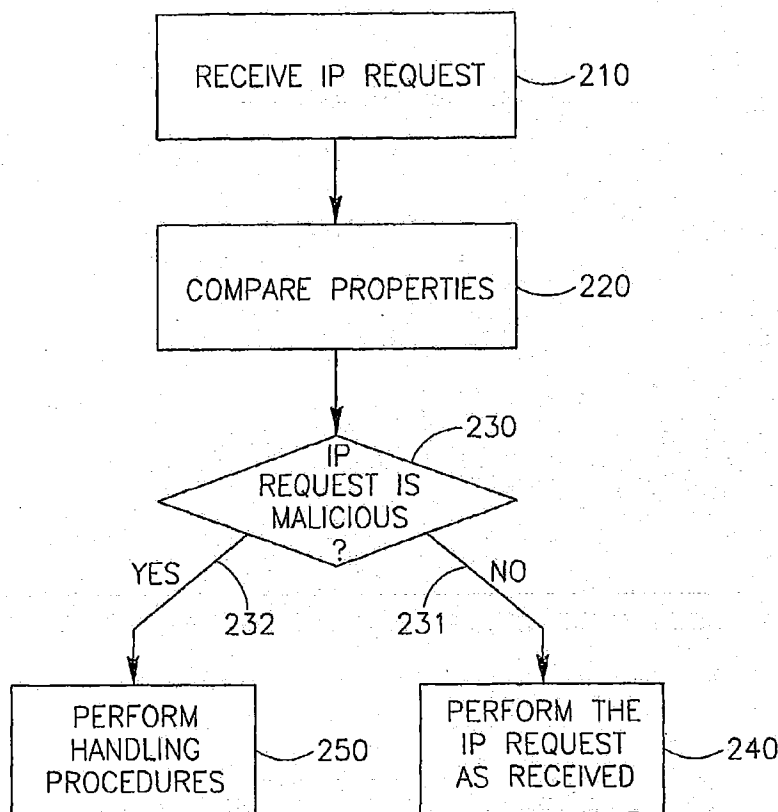 RECEIVE IP REQUEST
210
COMPARE PROPERTIES
220
230
IP
REQUEST IS
MALICIOUS
?
YES
NO
232
231
PERFORM
HANDLING
PROCEDURES
250
PERFORM THE
IP REQUEST
AS RECEIVED
240